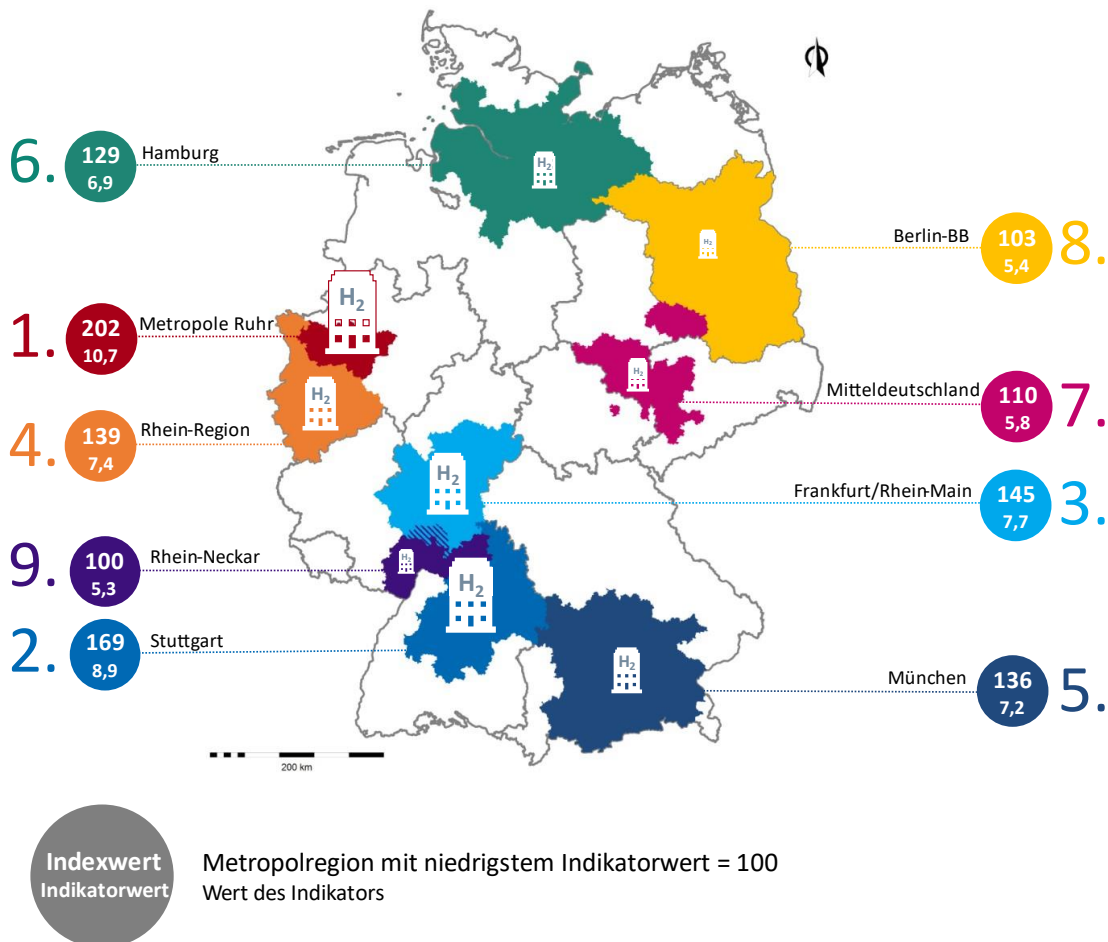 6.
129
6,9
Hamburg
H2
Berlin-BB
103
5,4
8.
H2
1.
202
10,7
Metropole Ruhr
H2
Mitteldeutschland
110
5,8
7.
H2
4.
139
7,4
Rhein-Region
H2
Frankfurt/Rhein-Main
145
7,7
3.
H2
9.
100
5,3
Rhein-Neckar
H2
2.
169
8,9
Stuttgart
H2
München
136
7,2
5.
H2
200 km
Indexwert
Indikatorwert
Metropolregion mit niedrigstem Indikatorwert = 100
Wert des Indikators